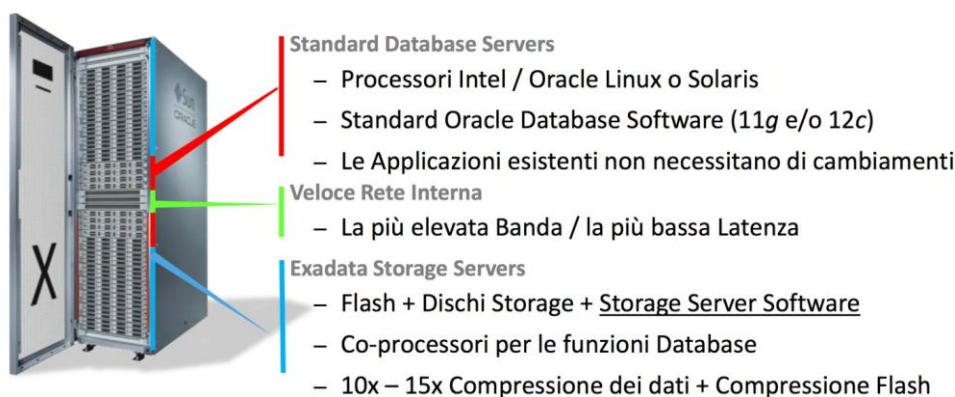 Standard Database Servers
– Processori Intel / Oracle Linux o Solaris
– Standard Oracle Database Software (11g e/o 12c)
– Le Applicazioni esistenti non necessitano di cambiamenti
Veloce Rete Interna
– La più elevata Banda / la più bassa Latenza
Exadata Storage Servers
– Flash + Dischi Storage + Storage Server Software
– Co-processori per le funzioni Database
– 10x – 15x Compressione dei dati + Compressione Flash
Sun
ORACLE
X